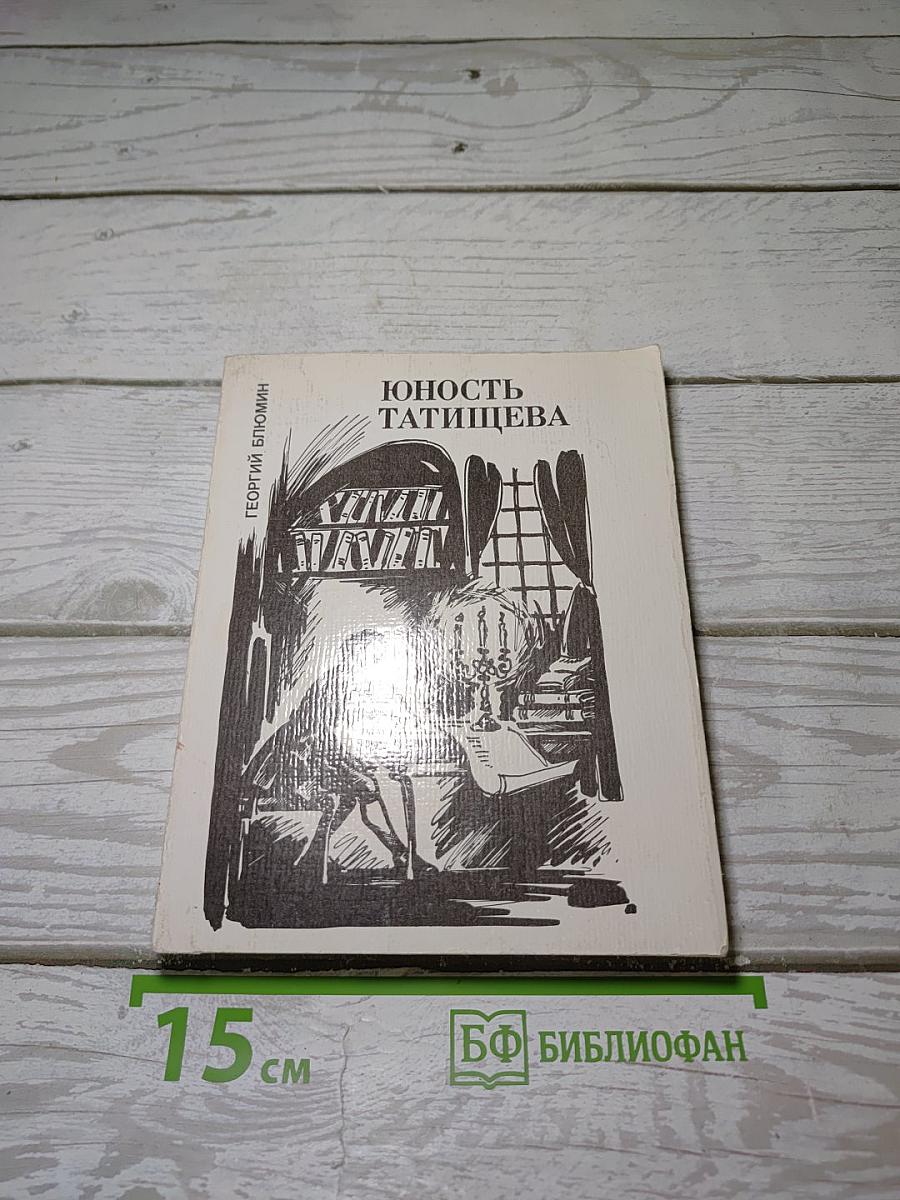 ГЕОРГИЙ БЛЮМИН
ЮНОСТЬ
ТАТИЩЕВА
15 см
БФ БИБЛИОФАН